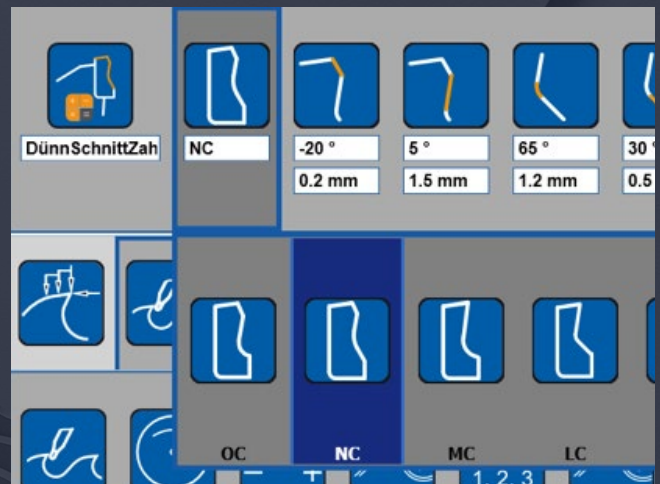 DünnSchnittZah
NC
-20 °
5 °
65 °
30 °
0.2 mm
1.5 mm
1.2 mm
0.5
OC
NC
MC
LC
- +
1, 2, 3